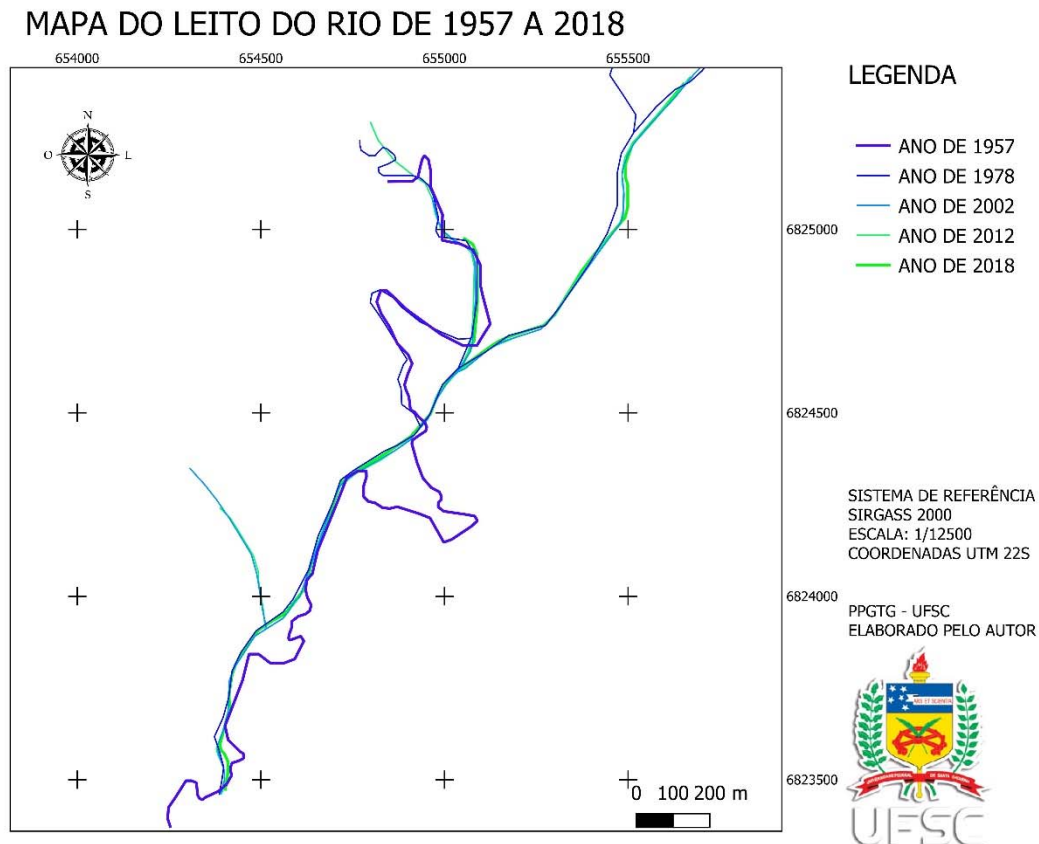 MAPA DO LEITO DO RIO DE 1957 A 2018
654000 654500 655000 655500
N
O L
S
6825000
6824500
6824000
6823500
0 100 200 m
LEGENDA
ANO DE 1957
ANO DE 1978
ANO DE 2002
ANO DE 2012
ANO DE 2018
SISTEMA DE REFERÊNCIA
SIRGASS 2000
ESCALA: 1/12500
COORDENADAS UTM 22S
PPGTG - UFSC
ELABORADO PELO AUTOR
UFSC